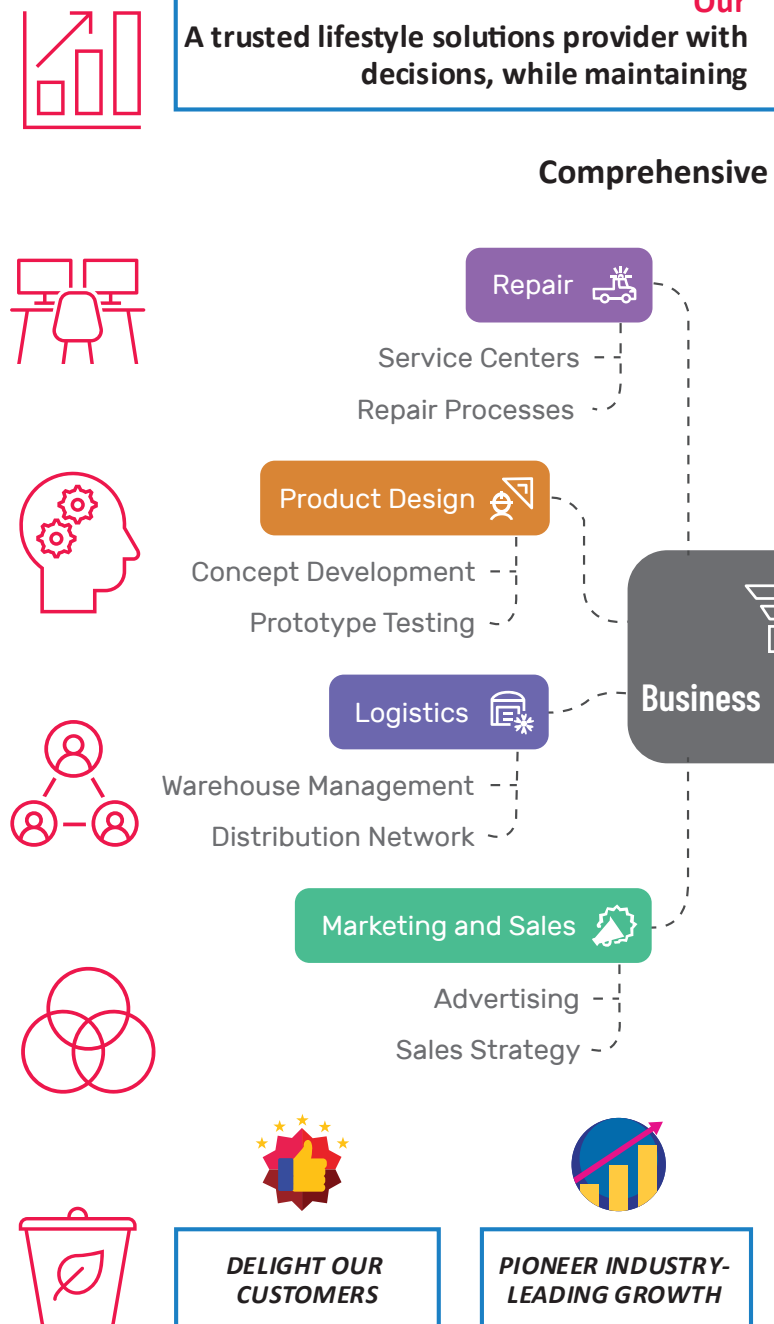 Our
A trusted lifestyle solutions provider with
decisions, while maintaining
Comprehensive
Repair
Service Centers
Repair Processes
Product Design
Concept Development
Prototype Testing
Business
Logistics
Warehouse Management
Distribution Network
Marketing and Sales
Advertising
Sales Strategy
DELIGHT OUR
CUSTOMERS
PIONEER INDUSTRY-
LEADING GROWTH